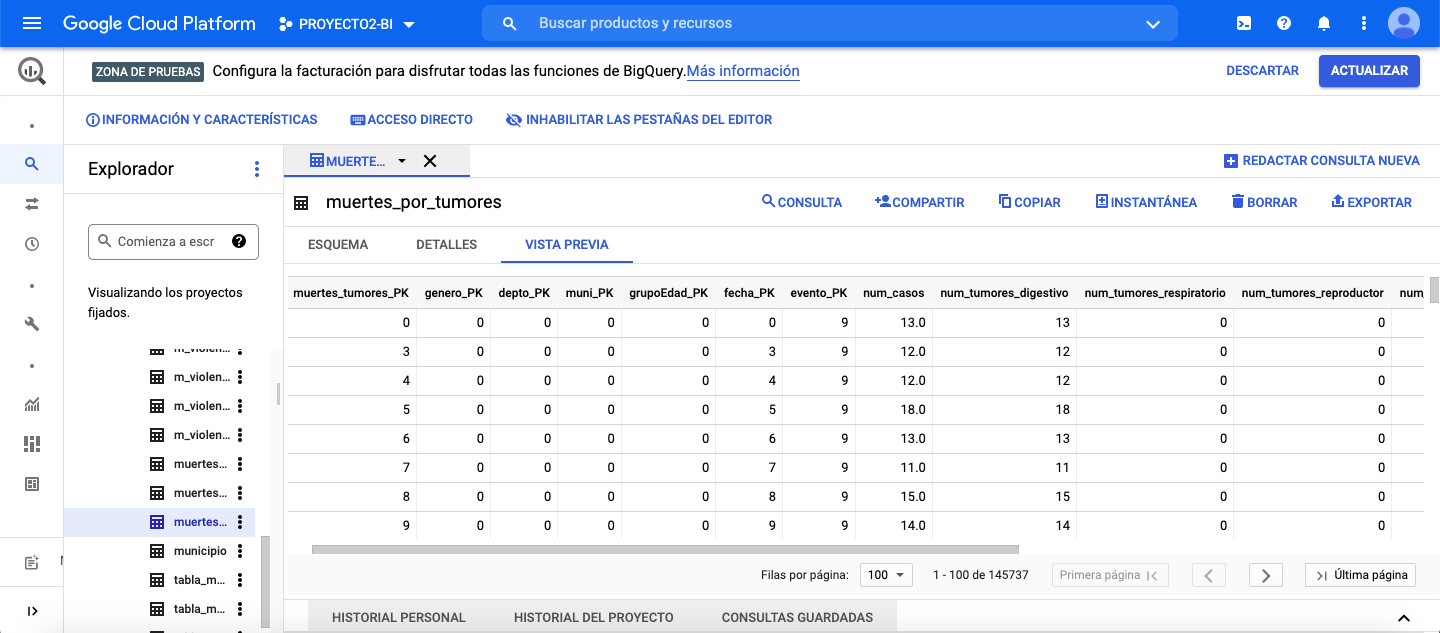 Google Cloud Platform PROYECTO2-BI Buscar productos y recursos
ZONA DE PRUEBAS Configura la facturación para disfrutar todas las funciones de BigQuery. Más información DESCARTAR ACTUALIZAR
INFORMACIÓN Y CARACTERÍSTICAS ACCESO DIRECTO INHABILITAR LAS PESTAÑAS DEL EDITOR
Explorador
MUERTE... REDACTAR CONSULTA NUEVA
muertes_por_tumores CONSULTA COMPARTIR COPIAR INSTANTÁNEA BORRAR EXPORTAR
Comienza a escr
ESQUEMA DETALLES VISTA PREVIA
Visualizando los proyectos
fijados.
m_violen...
m_violen...
m_violen...
m_violen...
muertes...
muertes...
muertes...
municipio
tabla_m...
tabla_m...
muertes_tumores_PK genero_PK depto_PK muni_PK grupoEdad_PK fecha_PK evento_PK num_casos num_tumores_digestivo num_tumores_respiratorio num_tumores_reproductor num_
0 0 0 0 0 0 9 13.0 13 0 0
3 0 0 0 0 3 9 12.0 12 0 0
4 0 0 0 0 4 9 12.0 12 0 0
5 0 0 0 0 5 9 18.0 18 0 0
6 0 0 0 0 6 9 13.0 13 0 0
7 0 0 0 0 7 9 11.0 11 0 0
8 0 0 0 0 8 9 15.0 15 0 0
9 0 0 0 0 9 9 14.0 14 0 0
Filas por página: 100 1 - 100 de 145737 Primera página Última página
HISTORIAL PERSONAL HISTORIAL DEL PROYECTO CONSULTAS GUARDADAS